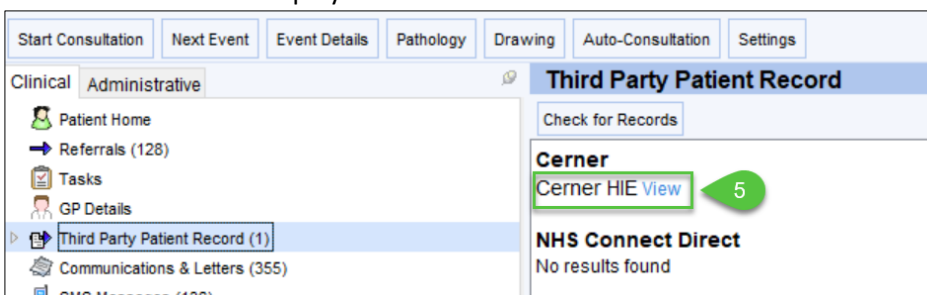 Start Consultation Next Event Event Details Pathology Drawing Auto-Consultation Settings
Clinical Administrative
Patient Home
Referrals (128)
Tasks
GP Details
Third Party Patient Record (1)
Communications & Letters (355)
Third Party Patient Record
Check for Records
Cerner
Cerner HIE View
5
NHS Connect Direct
No results found